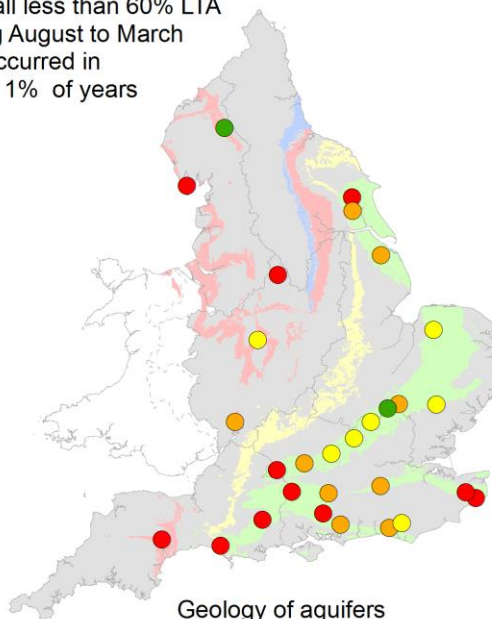 all less than 60% LTA
g August to March
ccurred in
1% of years
Geology of aquifers